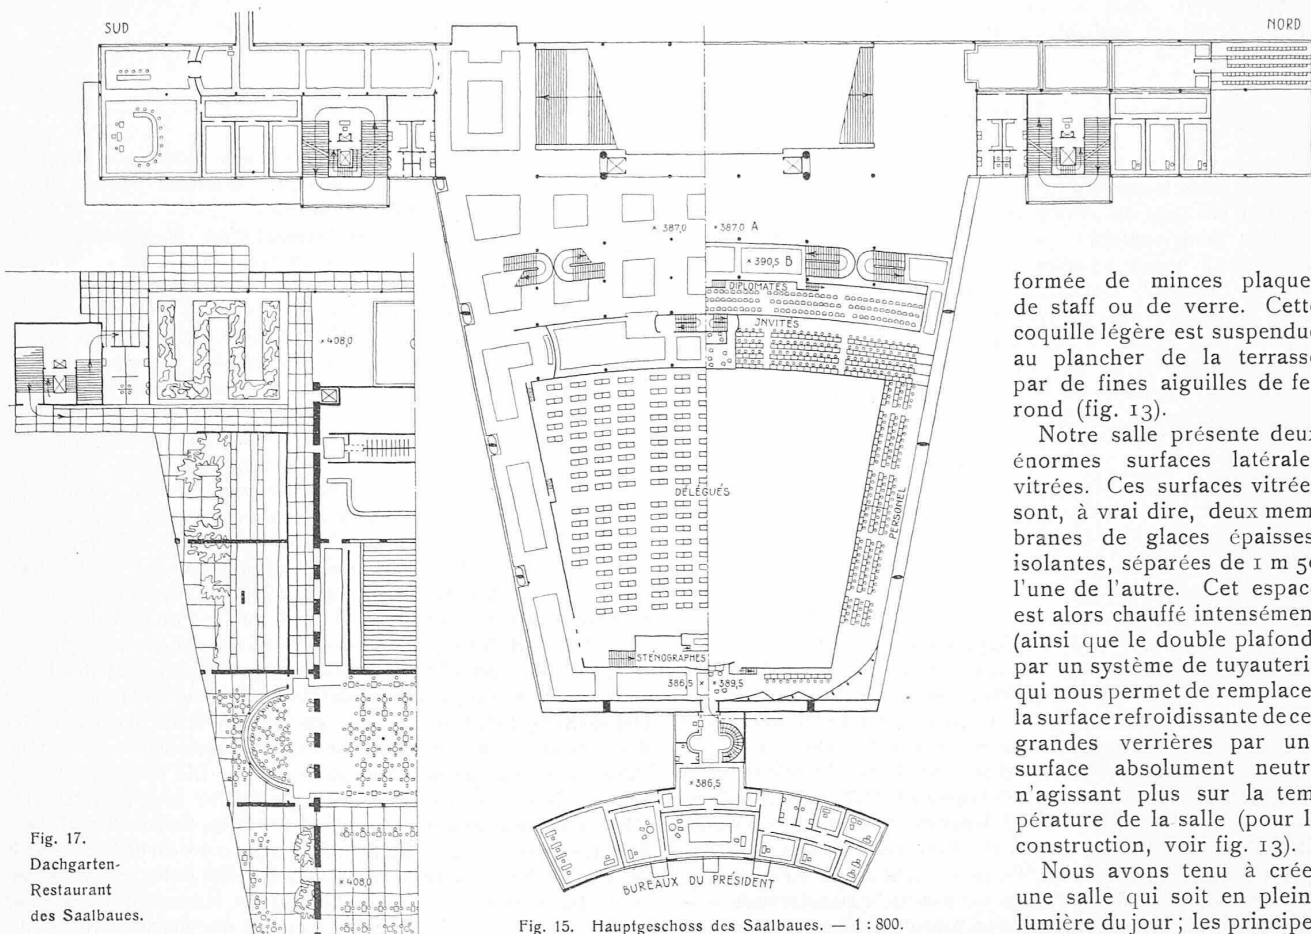 SUD
NORD
× 387,0
× 387,0 A
× 390,5 B
DIPLOMATES
INVITÉS
× 408,0
DÉLÉGUÉS
PERSONEL
STÉNOGRAPHES
386,5 × 389,5
× 386,5
BUREAUX DU PRÉSIDENT
× 408,0
Fig. 17.
Dachgarten-
Restaurant
des Saalbaues.
Fig. 15. Hauptgeschoss des Saalbaues. — 1 : 800.
formée de minces plaque
de staff ou de verre. Cett
coquille légère est suspendu
au plancher de la terrass
par de fines aiguilles de fe
rond (fig. 13).
Notre salle présente deu
énormes surfaces latérale
vitrées. Ces surfaces vitrée
sont, à vrai dire, deux mem
branes de glaces épaisses
isolantes, séparées de 1 m 5
l'une de l'autre. Cet espac
est alors chauffé intensémen
(ainsi que le double plafond
par un système de tuyauteri
qui nous permet de remplace
la surface refroidissante de ce
grandes verrières par un
surface absolument neutr
n'agissant plus sur la tem
pérature de la salle (pour l
construction, voir fig. 13).
Nous avons tenu à crée
une salle qui soit en plein
lumière du jour; les principe